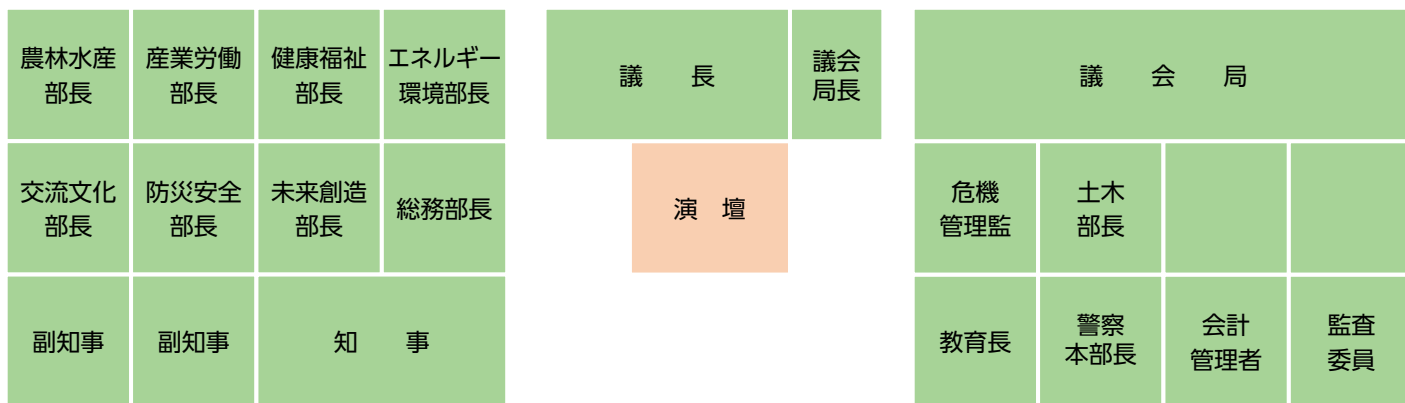 農林水産
部長
産業労働
部長
健康福祉
部長
エネルギー
環境部長
議　長
議会
局長
議　会　局
交流文化
部長
防災安全
部長
未来創造
部長
総務部長
演　壇
危機
管理監
土木
部長
副知事
副知事
知　事
教育長
警察
本部長
会計
管理者
監査
委員